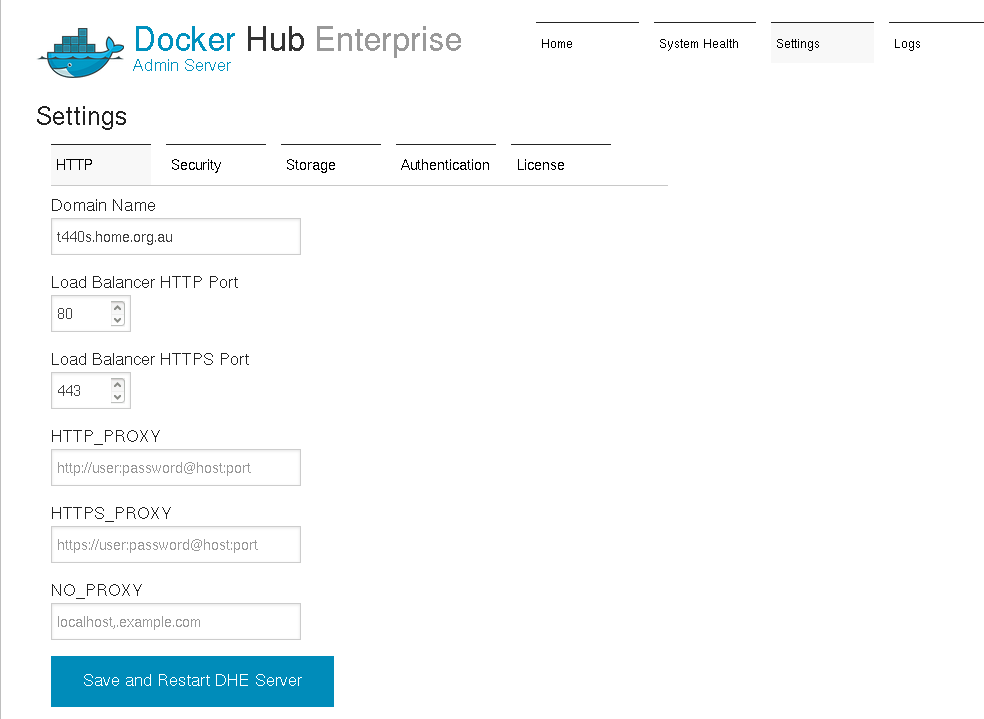 Docker Hub Enterprise
Admin Server
Home
System Health
Settings
Logs
Settings
HTTP
Security
Storage
Authentication
License
Domain Name
t440s.home.org.au
Load Balancer HTTP Port
80
Load Balancer HTTPS Port
443
HTTP_PROXY
http://user:password@host:port
HTTPS_PROXY
https://user:password@host:port
NO_PROXY
localhost,.example.com
Save and Restart DHE Server